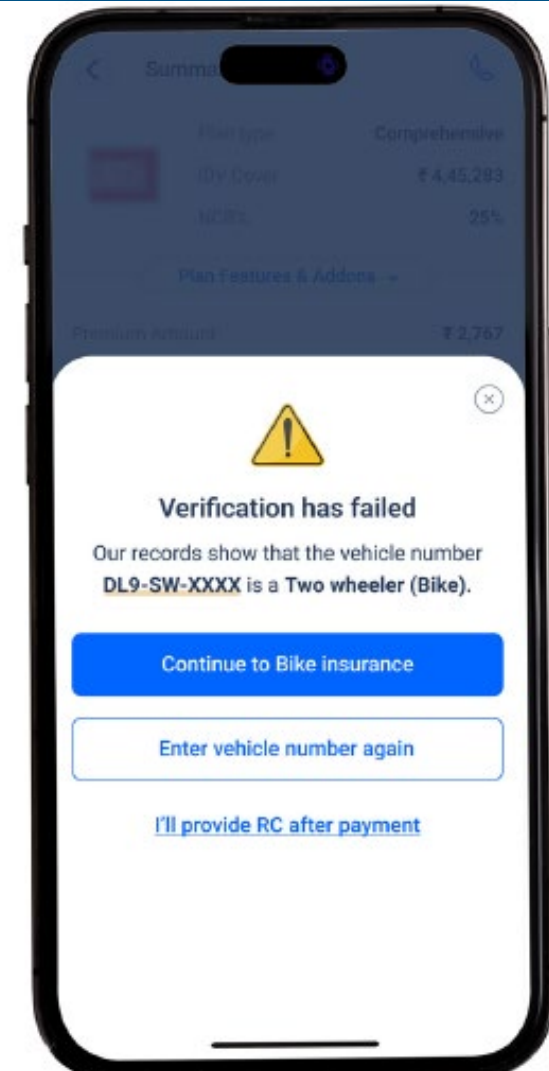 Summa
Plan type Comprehensive
IDV Cover ₹ 4,45,283
NCB% 25%
Plan Features & Addons
Premium Amount ₹ 2,767
Verification has failed
Our records show that the vehicle number
DL9-SW-XXXX is a Two wheeler (Bike).
Continue to Bike insurance
Enter vehicle number again
I'll provide RC after payment